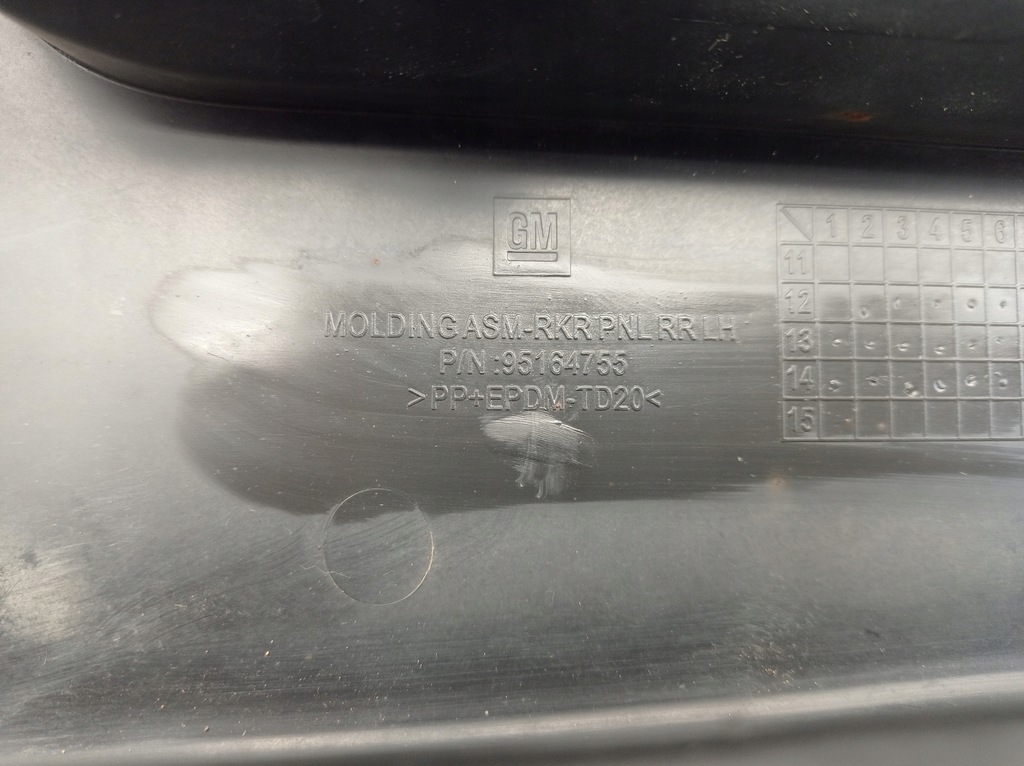 GM
MOLDING ASM-RKR PNL RR LH
P/N :95164755
>PP+EPDM-TD20<
1 2 3 4 5 6
11
12
13
14
15